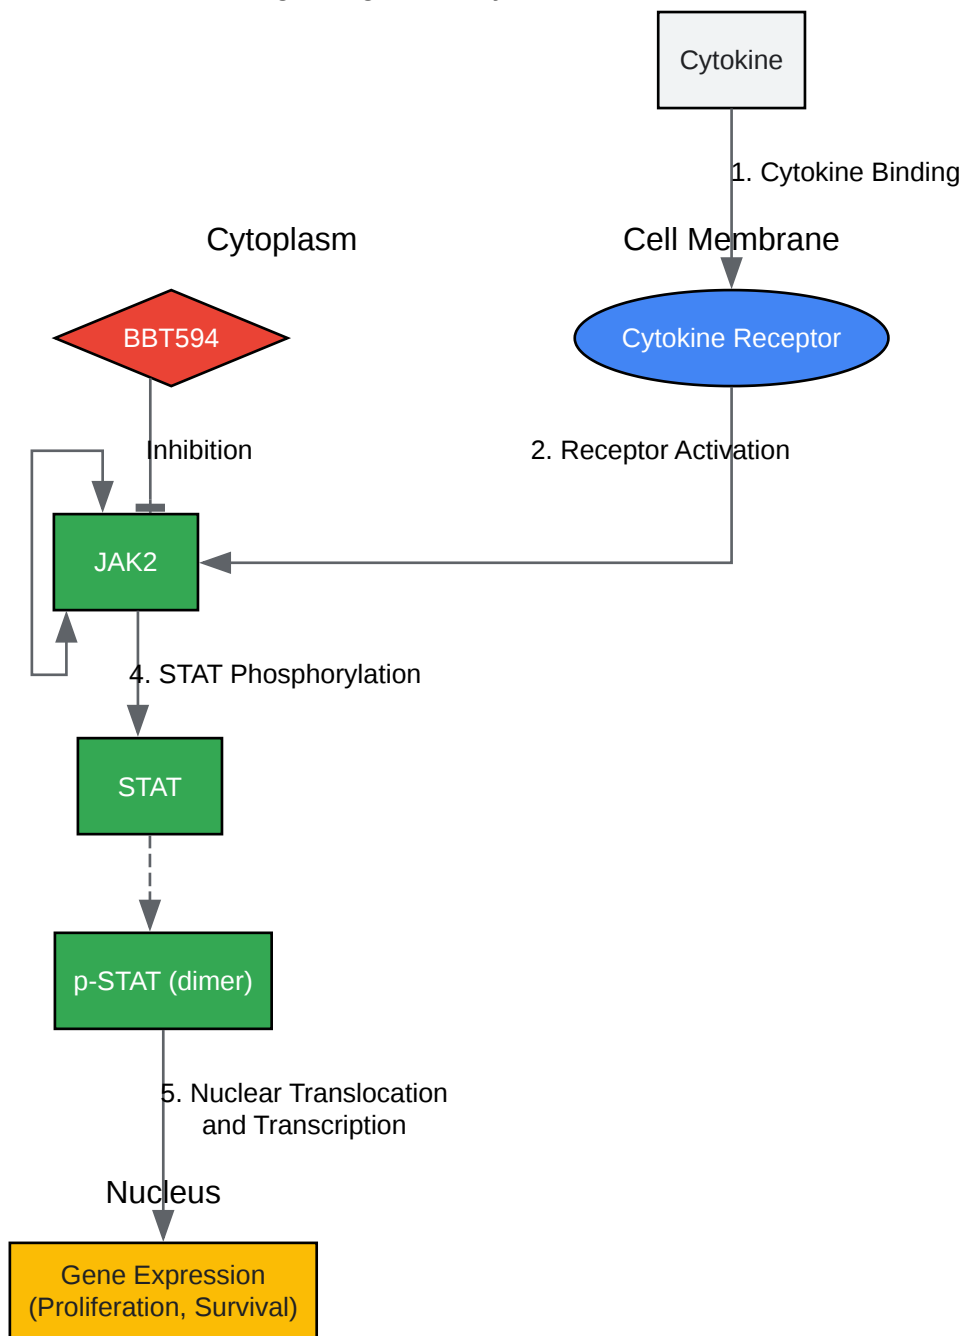 Cytokine
1. Cytokine Binding
Cytoplasm
Cell Membrane
BBT594
Cytokine Receptor
Inhibition
2. Receptor Activation
JAK2
4. STAT Phosphorylation
STAT
p-STAT (dimer)
5. Nuclear Translocation
and Transcription
Nucleus
Gene Expression
(Proliferation, Survival)